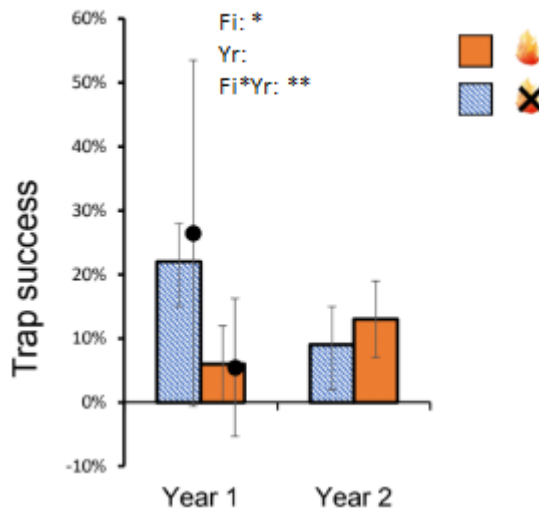 Fi: *
Yr:
Fi*Yr: **
60%
50%
40%
30%
20%
10%
0%
-10%
Trap success
Year 1
Year 2